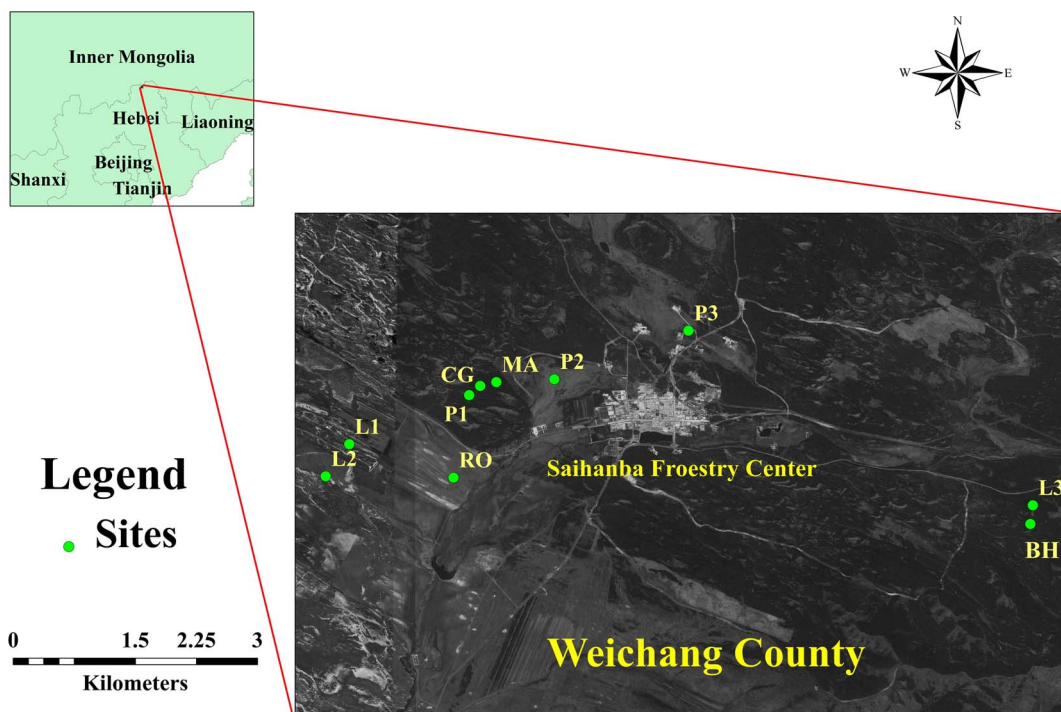 Inner Mongolia
Hebei
Liaoning
Beijing
Shanxi
Tianjin
N
W
E
S
P3
P2
MA
CG
P1
L1
L2
RO
Saihanba Froestry Center
L3
BH
Weichang County
Legend
Sites
0 1.5 2.25 3
Kilometers